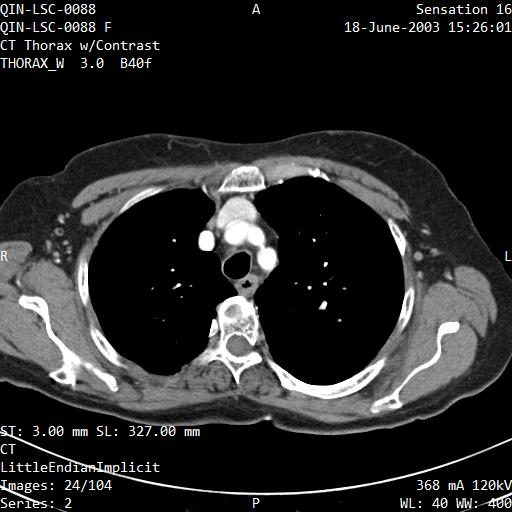 QIN-LSC-0088
A
Sensation 16
QIN-LSC-0088 F
18-June-2003 15:26:01
CT Thorax w/Contrast
THORAX_W 3.0 B40f
R
L
ST: 3.00 mm SL: 327.00 mm
CT
LittleEndianImplicit
Images: 24/104
368 mA 120kV
Series: 2
P
WL: 40 WW: 400